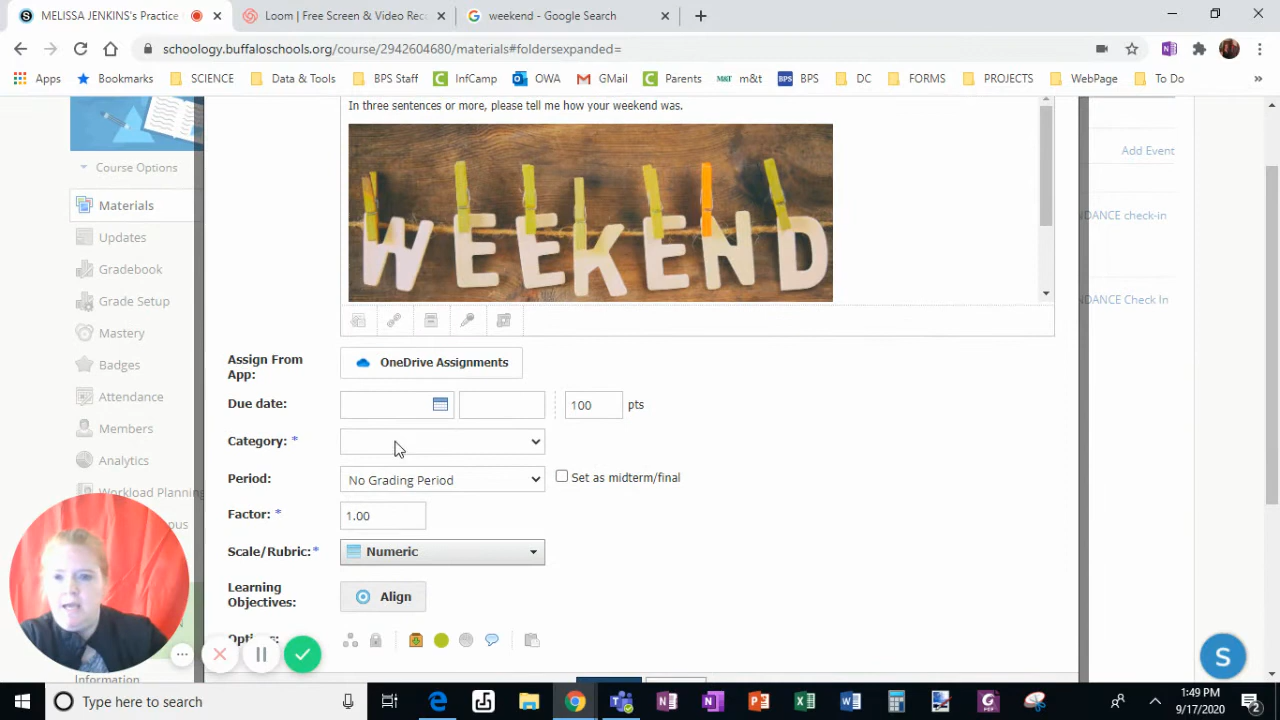 MELISSA JENKINS's Practice
Loom | Free Screen & Video Rec
weekend - Google Search
schoology.buffaloschools.org/course/2942604680/materials#foldersexpanded=
Apps Bookmarks SCIENCE Data & Tools BPS Staff InfCamp OWA GMail Parents m&t m&t BPS DC FORMS PROJECTS WebPage To Do
In three sentences or more, please tell me how your weekend was.
WEEKEND
Course Options
Materials
Updates
Gradebook
Grade Setup
Mastery
Badges
Attendance
Members
Analytics
Workload Planning
pus
Information
Add Event
NDANCE check-in
DANCE Check In
Assign From App: OneDrive Assignments
Due date: 100 pts
Category: *
Period: No Grading Period Set as midterm/final
Factor: * 1.00
Scale/Rubric:* Numeric
Learning Objectives: Align
Opti s:
S
Type here to search
1:49 PM
9/17/2020
2